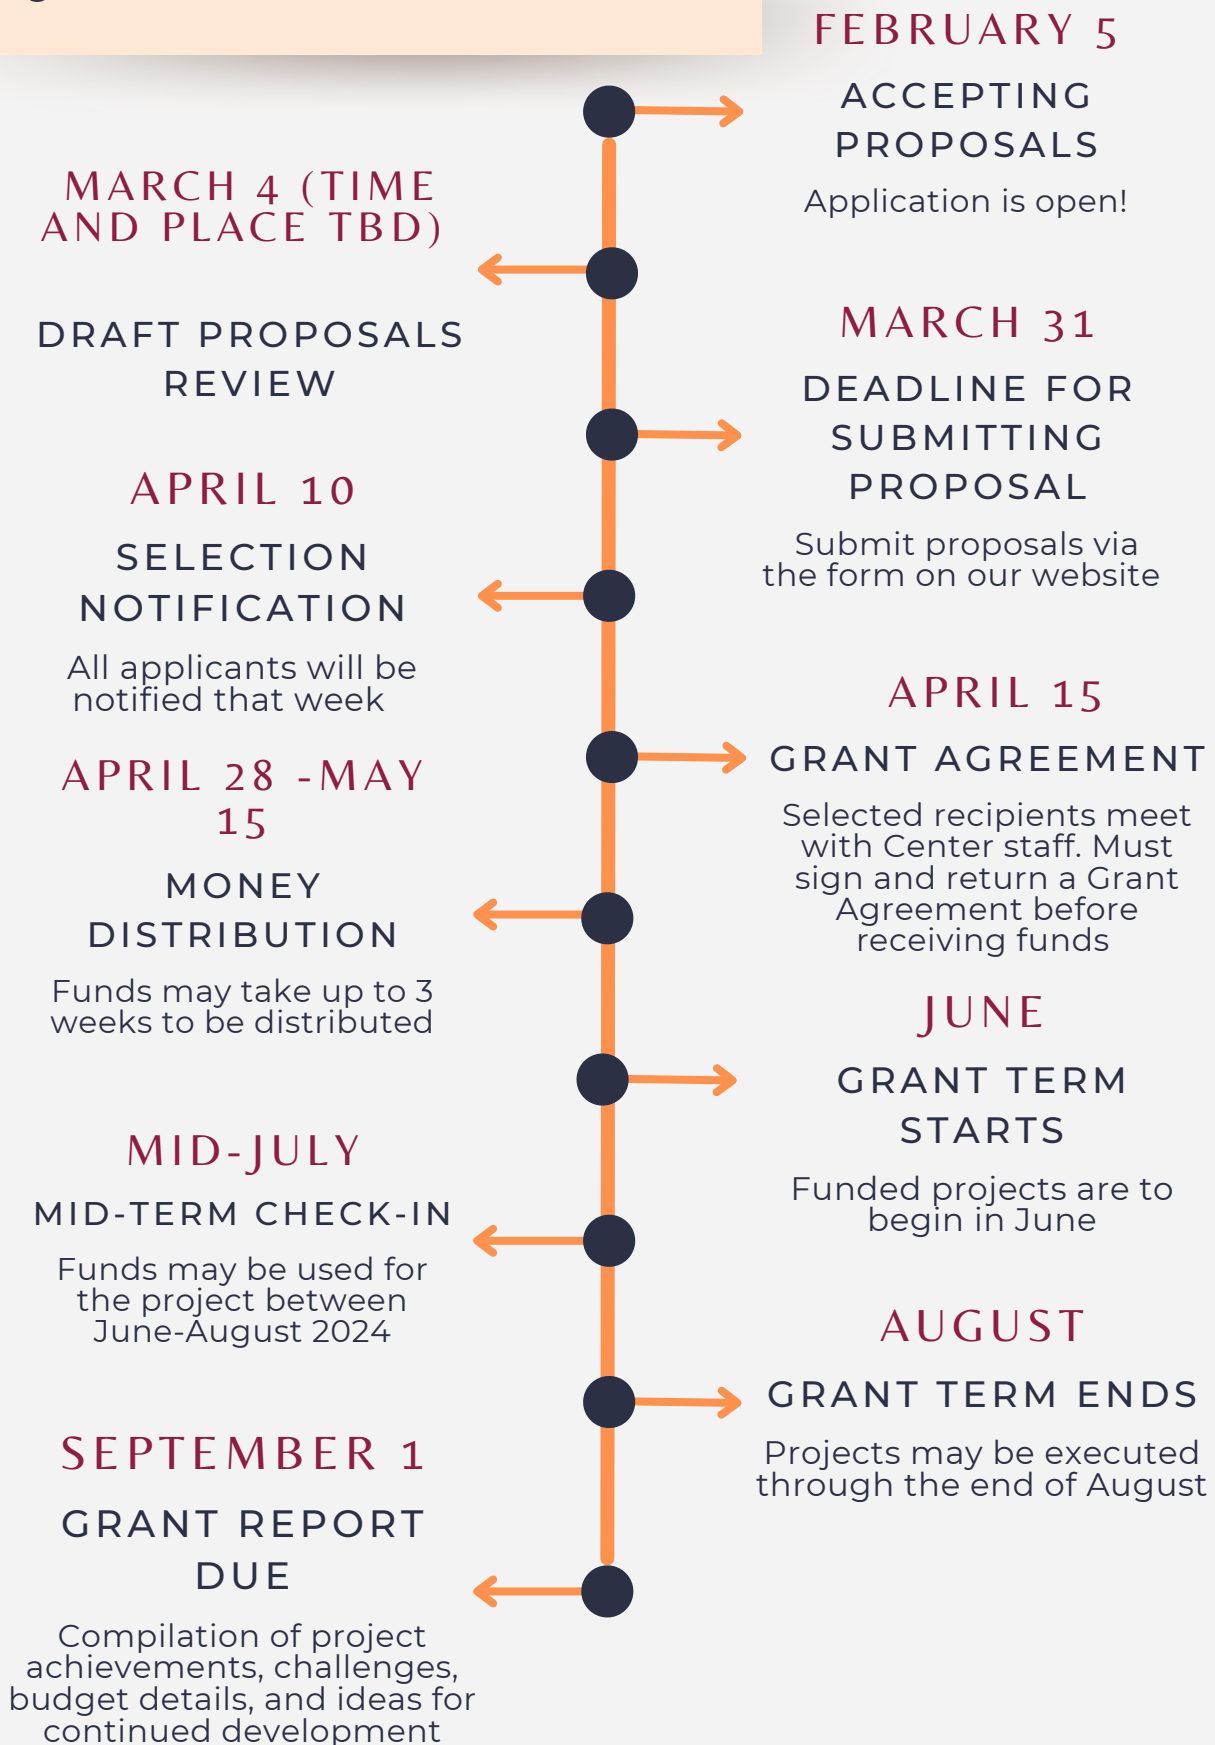 FEBRUARY 5
ACCEPTING
PROPOSALS
Application is open!
MARCH 4 (TIME
AND PLACE TBD)
DRAFT PROPOSALS
REVIEW
MARCH 31
DEADLINE FOR
SUBMITTING
PROPOSAL
Submit proposals via
the form on our website
APRIL 10
SELECTION
NOTIFICATION
All applicants will be
notified that week
APRIL 15
GRANT AGREEMENT
Selected recipients meet
with Center staff. Must
sign and return a Grant
Agreement before
receiving funds
APRIL 28 -MAY
15
MONEY
DISTRIBUTION
Funds may take up to 3
weeks to be distributed
JUNE
GRANT TERM
STARTS
Funded projects are to
begin in June
MID-JULY
MID-TERM CHECK-IN
Funds may be used for
the project between
June-August 2024
AUGUST
GRANT TERM ENDS
Projects may be executed
through the end of August
SEPTEMBER 1
GRANT REPORT
DUE
Compilation of project
achievements, challenges,
budget details, and ideas for
continued development